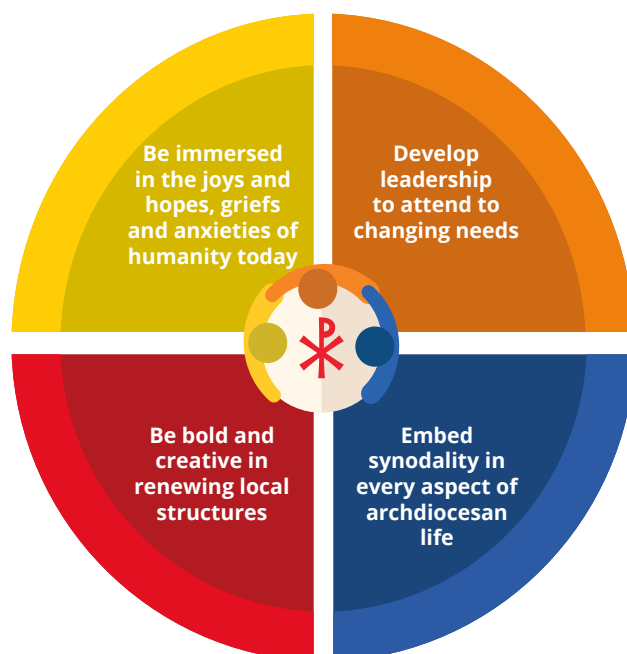 Be immersed
in the joys and
hopes, griefs
and anxieties of
humanity today
Develop
leadership
to attend to
changing needs
Be bold and
creative in
renewing local
structures
Embed
synodality in
every aspect of
archdiocesan
life